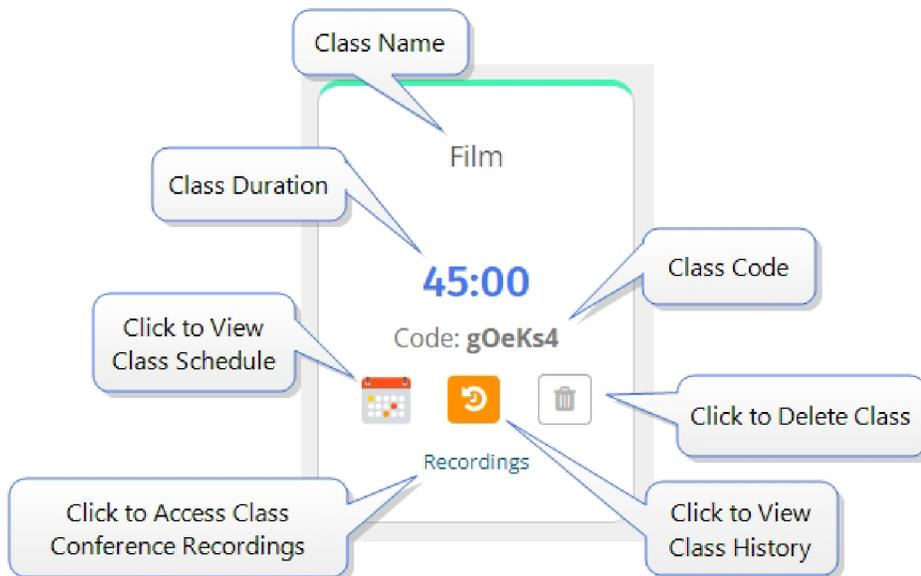 Class Name
Film
Class Duration
45:00
Class Code
Code: gOeKs4
Click to View
Class Schedule
Click to Delete Class
Recordings
Click to Access Class
Conference Recordings
Click to View
Class History